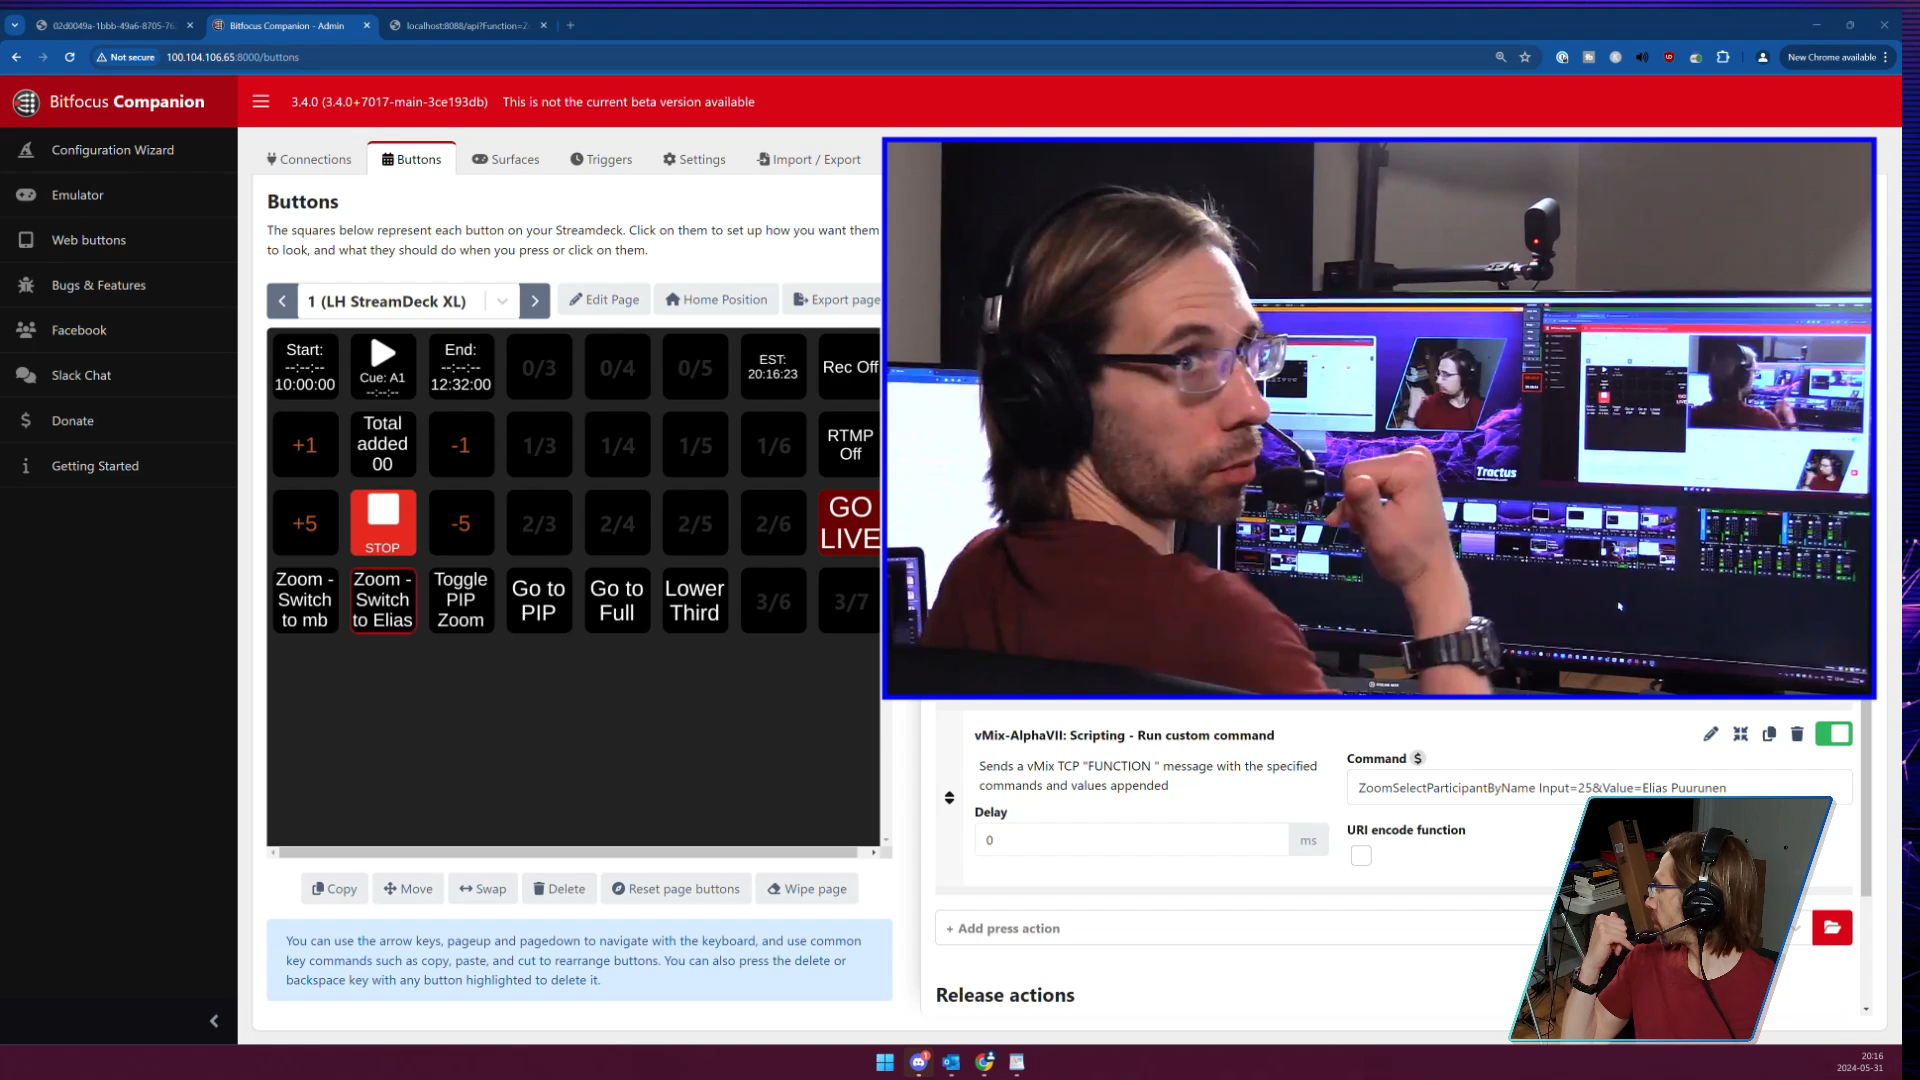 02d0049a-1bbb-49a6-8705-76
Bitfocus Companion - Admin
localhost:8088/api?Function=Z
Not secure
100.104.106.65:8000/buttons
New Chrome available
Bitfocus Companion
3.4.0 (3.4.0+7017-main-3ce193db)
This is not the current beta version available
Configuration Wizard
Emulator
Web buttons
Bugs & Features
Facebook
Slack Chat
Donate
Getting Started
Connections
Buttons
Surfaces
Triggers
Settings
Import / Export
Buttons
The squares below represent each button on your Streamdeck. Click on them to set up how you want them
to look, and what they should do when you press or click on them.
1 (LH StreamDeck XL)
Edit Page
Home Position
Export page
Start:
--:--:--
10:00:00
Cue: A1
--:--:--
End:
--:--:--
12:32:00
0/3
0/4
0/5
EST:
20:16:23
Rec Off
+1
Total
added
00
-1
1/3
1/4
1/5
1/6
RTMP
Off
+5
STOP
-5
2/3
2/4
2/5
2/6
GO
LIVE
Zoom -
Switch
to mb
Zoom -
Switch
to Elias
Toggle
PIP
Zoom
Go to
PIP
Go to
Full
Lower
Third
3/6
3/7
Copy
Move
Swap
Delete
Reset page buttons
Wipe page
You can use the arrow keys, pageup and pagedown to navigate with the keyboard, and use common
key commands such as copy, paste, and cut to rearrange buttons. You can also press the delete or
backspace key with any button highlighted to delete it.
Tractus
vMix-AlphaVII: Scripting - Run custom command
Sends a vMix TCP "FUNCTION " message with the specified
commands and values appended
Delay
0
ms
Command
ZoomSelectParticipantByName Input=25&Value=Elias Puurunen
URI encode function
+ Add press action
Release actions
20:16
2024-05-31